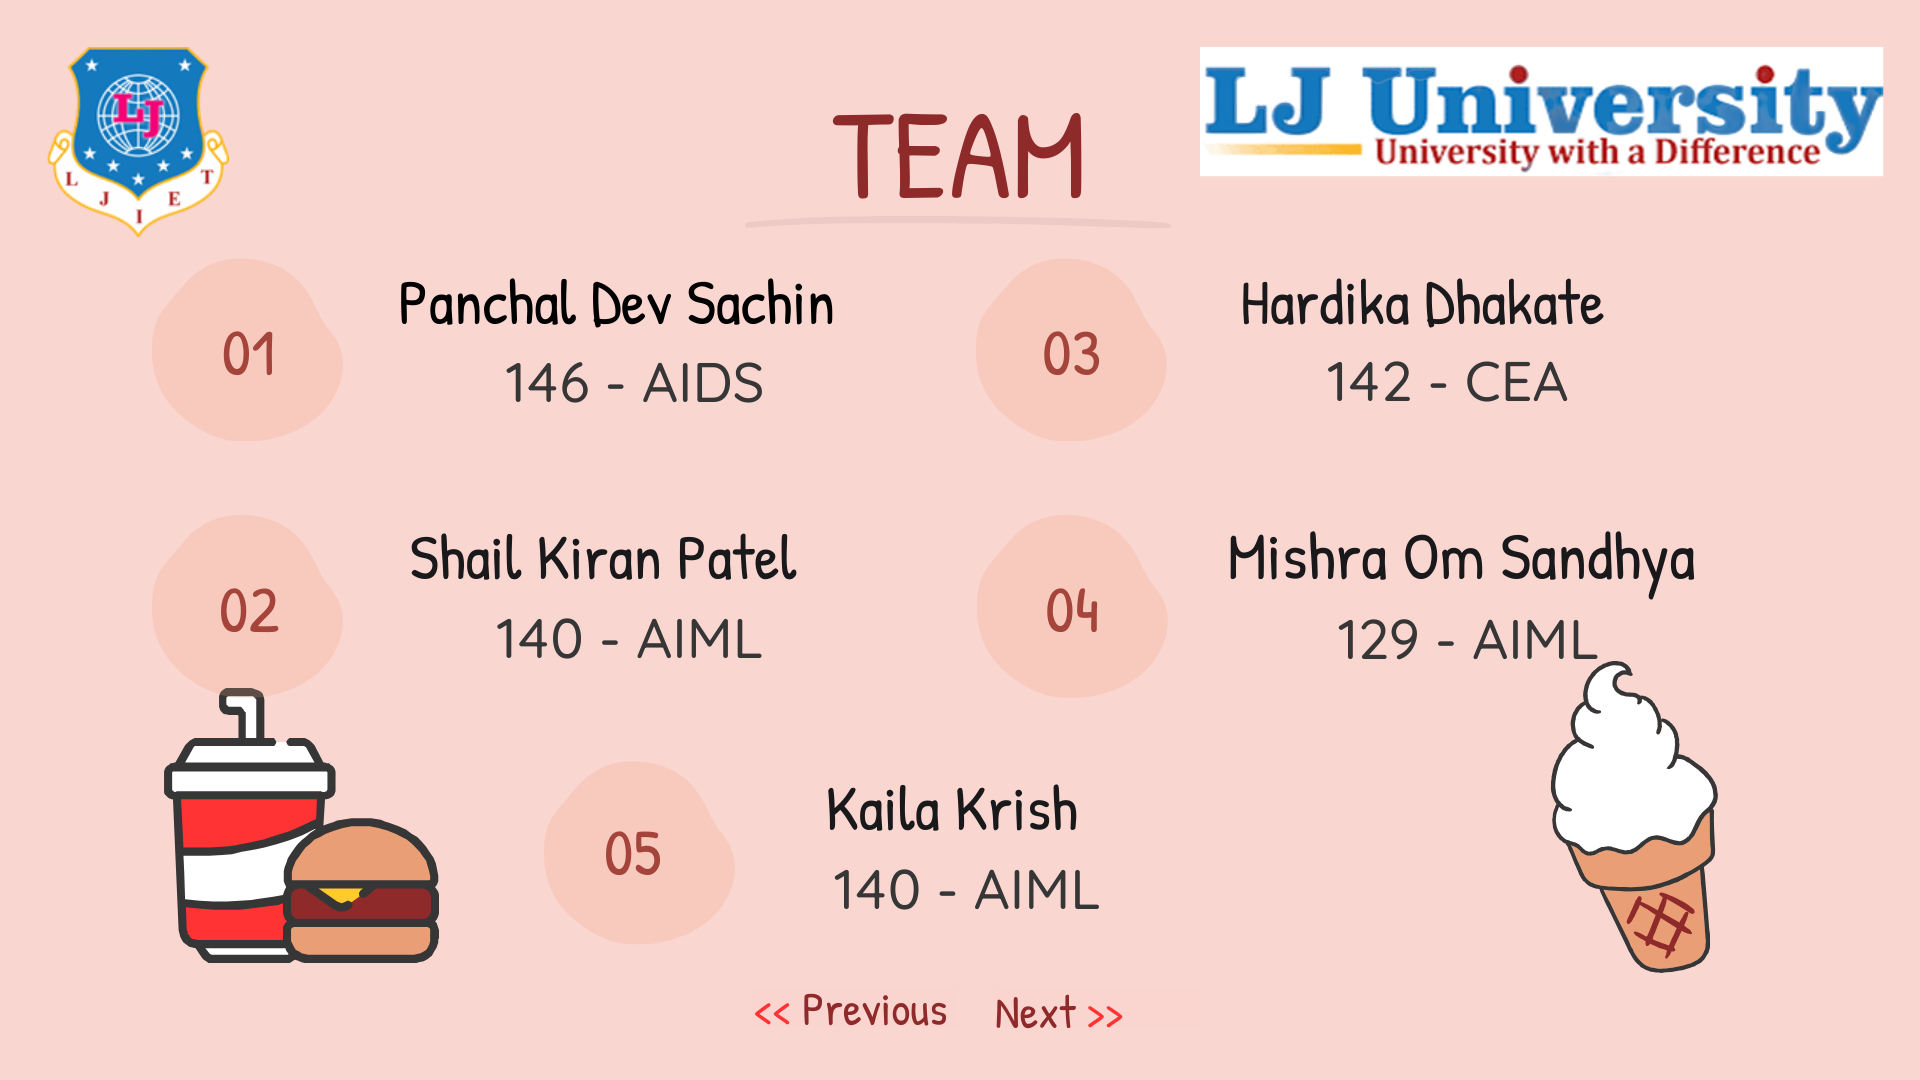 LJ
L J I E T
TEAM
LJ University
University with a Difference
01
Panchal Dev Sachin
146 - AIDS
02
Shail Kiran Patel
140 - AIML
03
Hardika Dhakate
142 - CEA
04
Mishra Om Sandhya
129 - AIML
05
Kaila Krish
140 - AIML
<< Previous Next >>